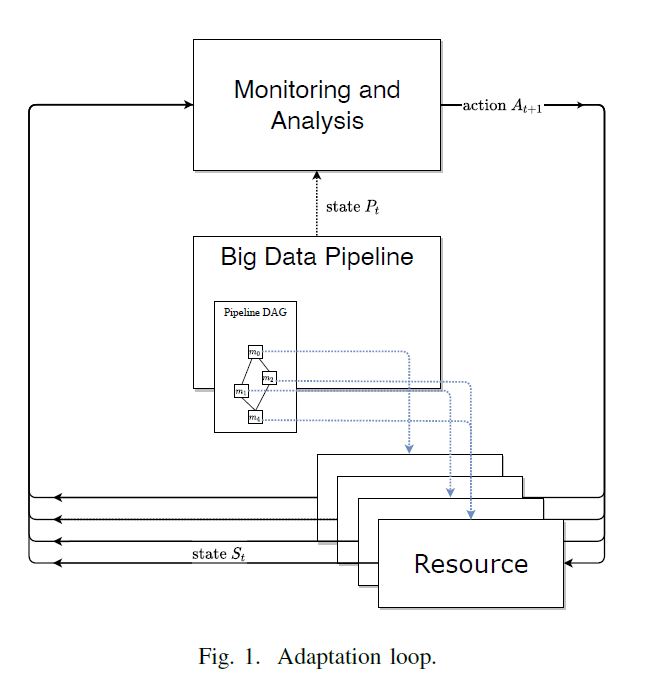 Monitoring and
Analysis
action A_{t+1}
state P_t
Big Data Pipeline
Pipeline DAG
m_0
m_2
m_1
state S_t
Resource
Fig. 1. Adaptation loop.